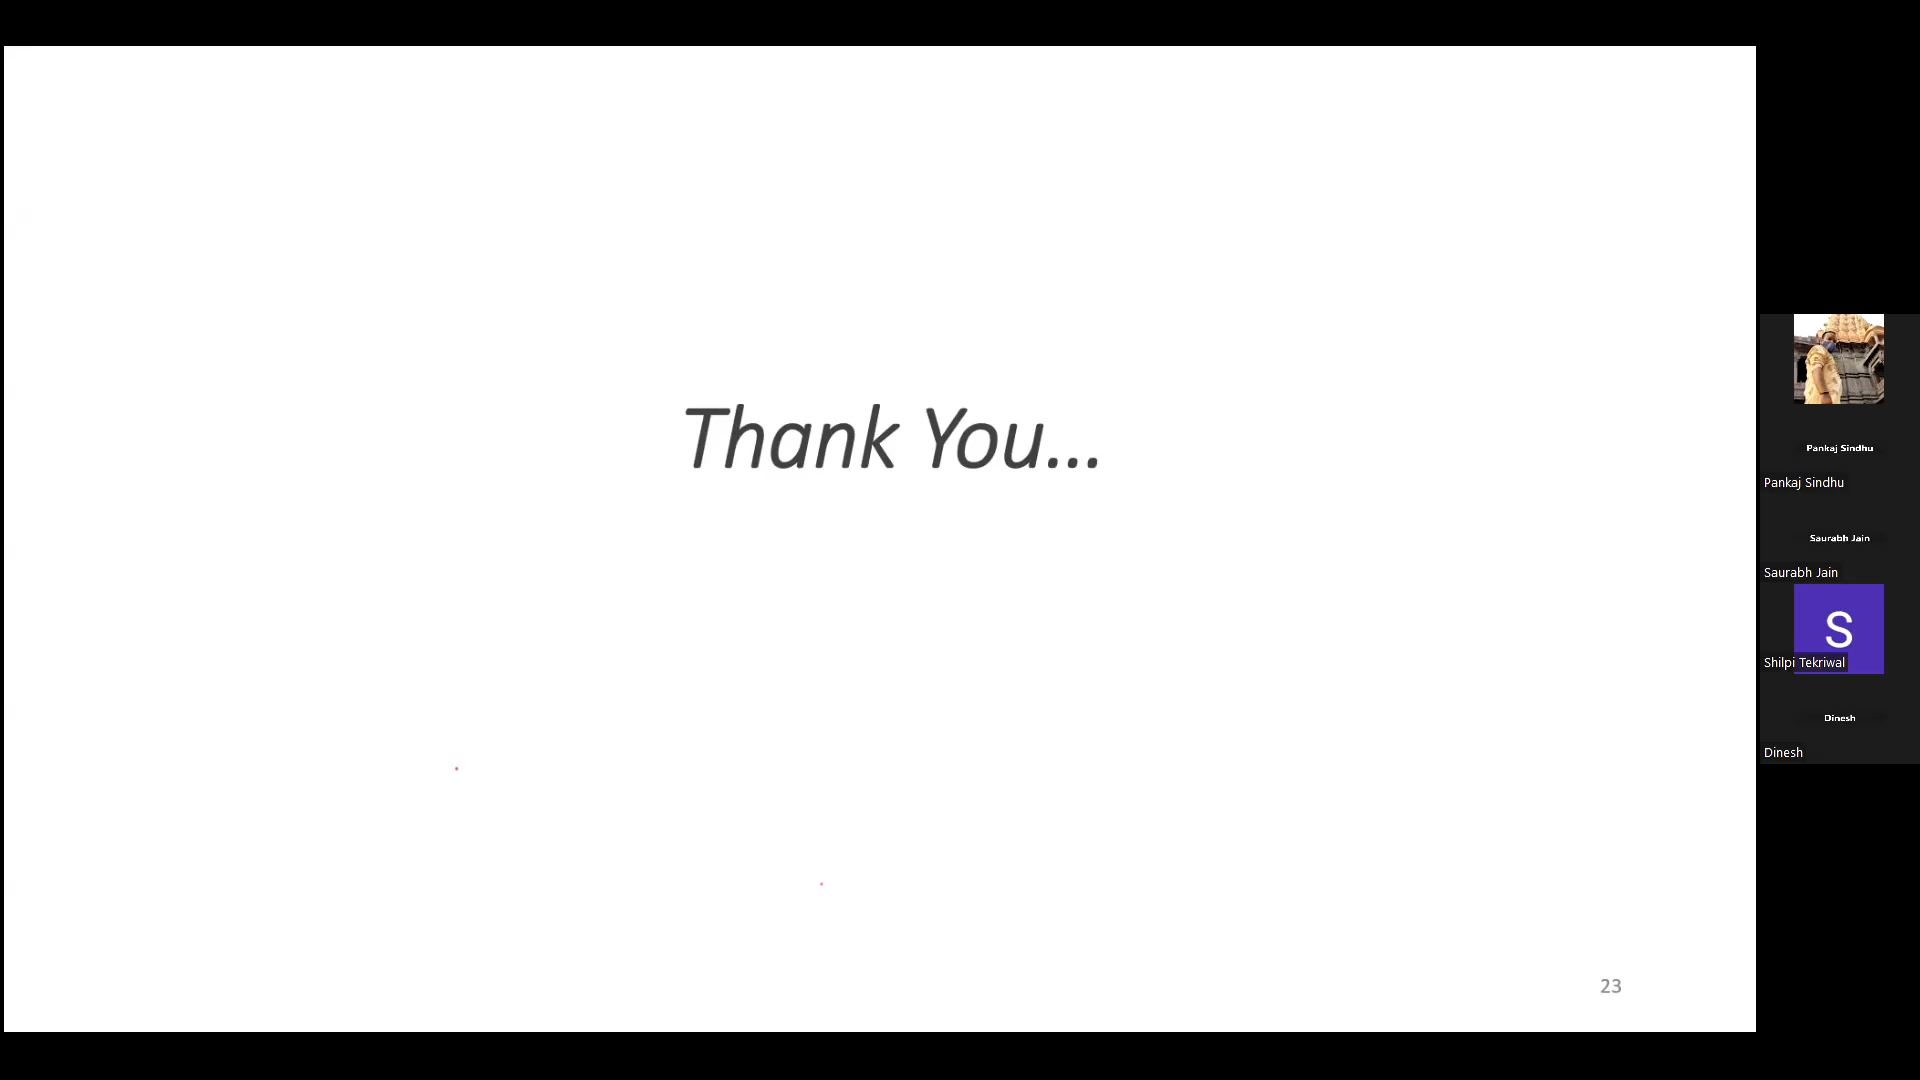 Thank You...
23
Pankaj Sindhu
Pankaj Sindhu
Saurabh Jain
Saurabh Jain
S
Shilpi Tekriwal
Dinesh
Dinesh